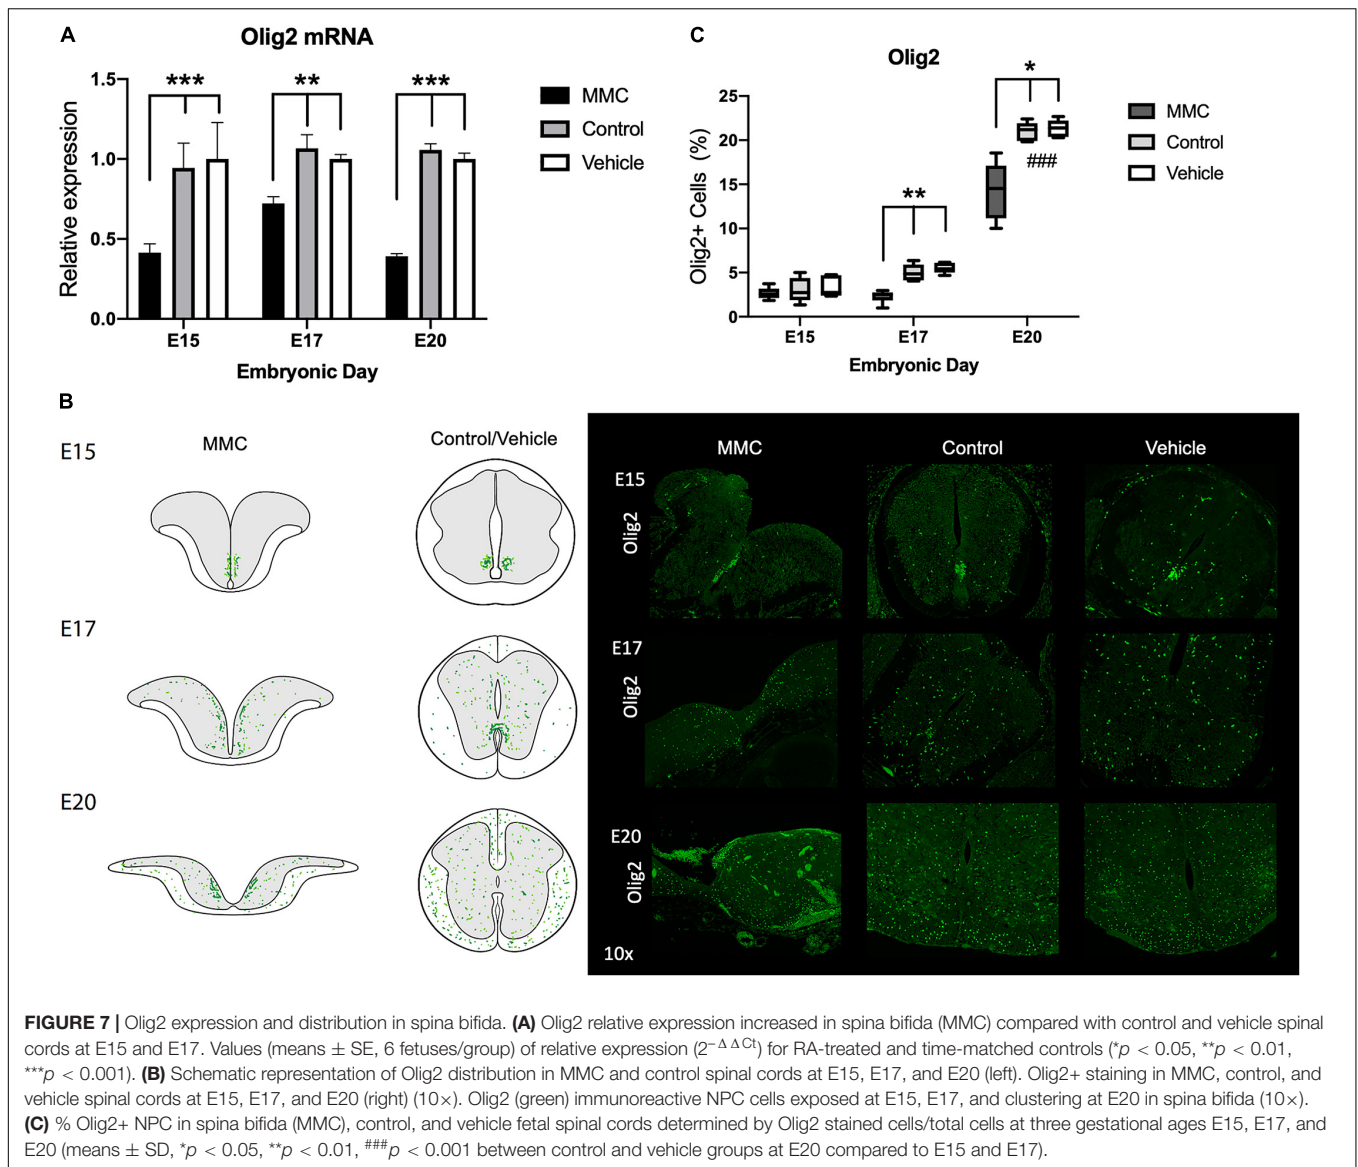 A
Olig2 mRNA
Relative expression
1.5
1.0
0.5
0.0
***
**
***
MMC
Control
Vehicle
E15
E17
E20
Embryonic Day
C
Olig2
Olig2+ Cells (%)
25
20
15
10
5
0
**
*
###
MMC
Control
Vehicle
E15
E17
E20
Embryonic Day
B
E15
MMC
Control/Vehicle
E17
E20
MMC
Control
Vehicle
E15
Olig2
E17
Olig2
E20
Olig2
10x
FIGURE 7 | Olig2 expression and distribution in spina bifida. (A) Olig2 relative expression increased in spina bifida (MMC) compared with control and vehicle spinal
cords at E15 and E17. Values (means ± SE, 6 fetuses/group) of relative expression (2−ΔΔCt) for RA-treated and time-matched controls (*p < 0.05, **p < 0.01,
***p < 0.001). (B) Schematic representation of Olig2 distribution in MMC and control spinal cords at E15, E17, and E20 (left). Olig2+ staining in MMC, control, and
vehicle spinal cords at E15, E17, and E20 (right) (10×). Olig2 (green) immunoreactive NPC cells exposed at E15, E17, and clustering at E20 in spina bifida (10×).
(C) % Olig2+ NPC in spina bifida (MMC), control, and vehicle fetal spinal cords determined by Olig2 stained cells/total cells at three gestational ages E15, E17, and
E20 (means ± SD, *p < 0.05, **p < 0.01, ###p < 0.001 between control and vehicle groups at E20 compared to E15 and E17).